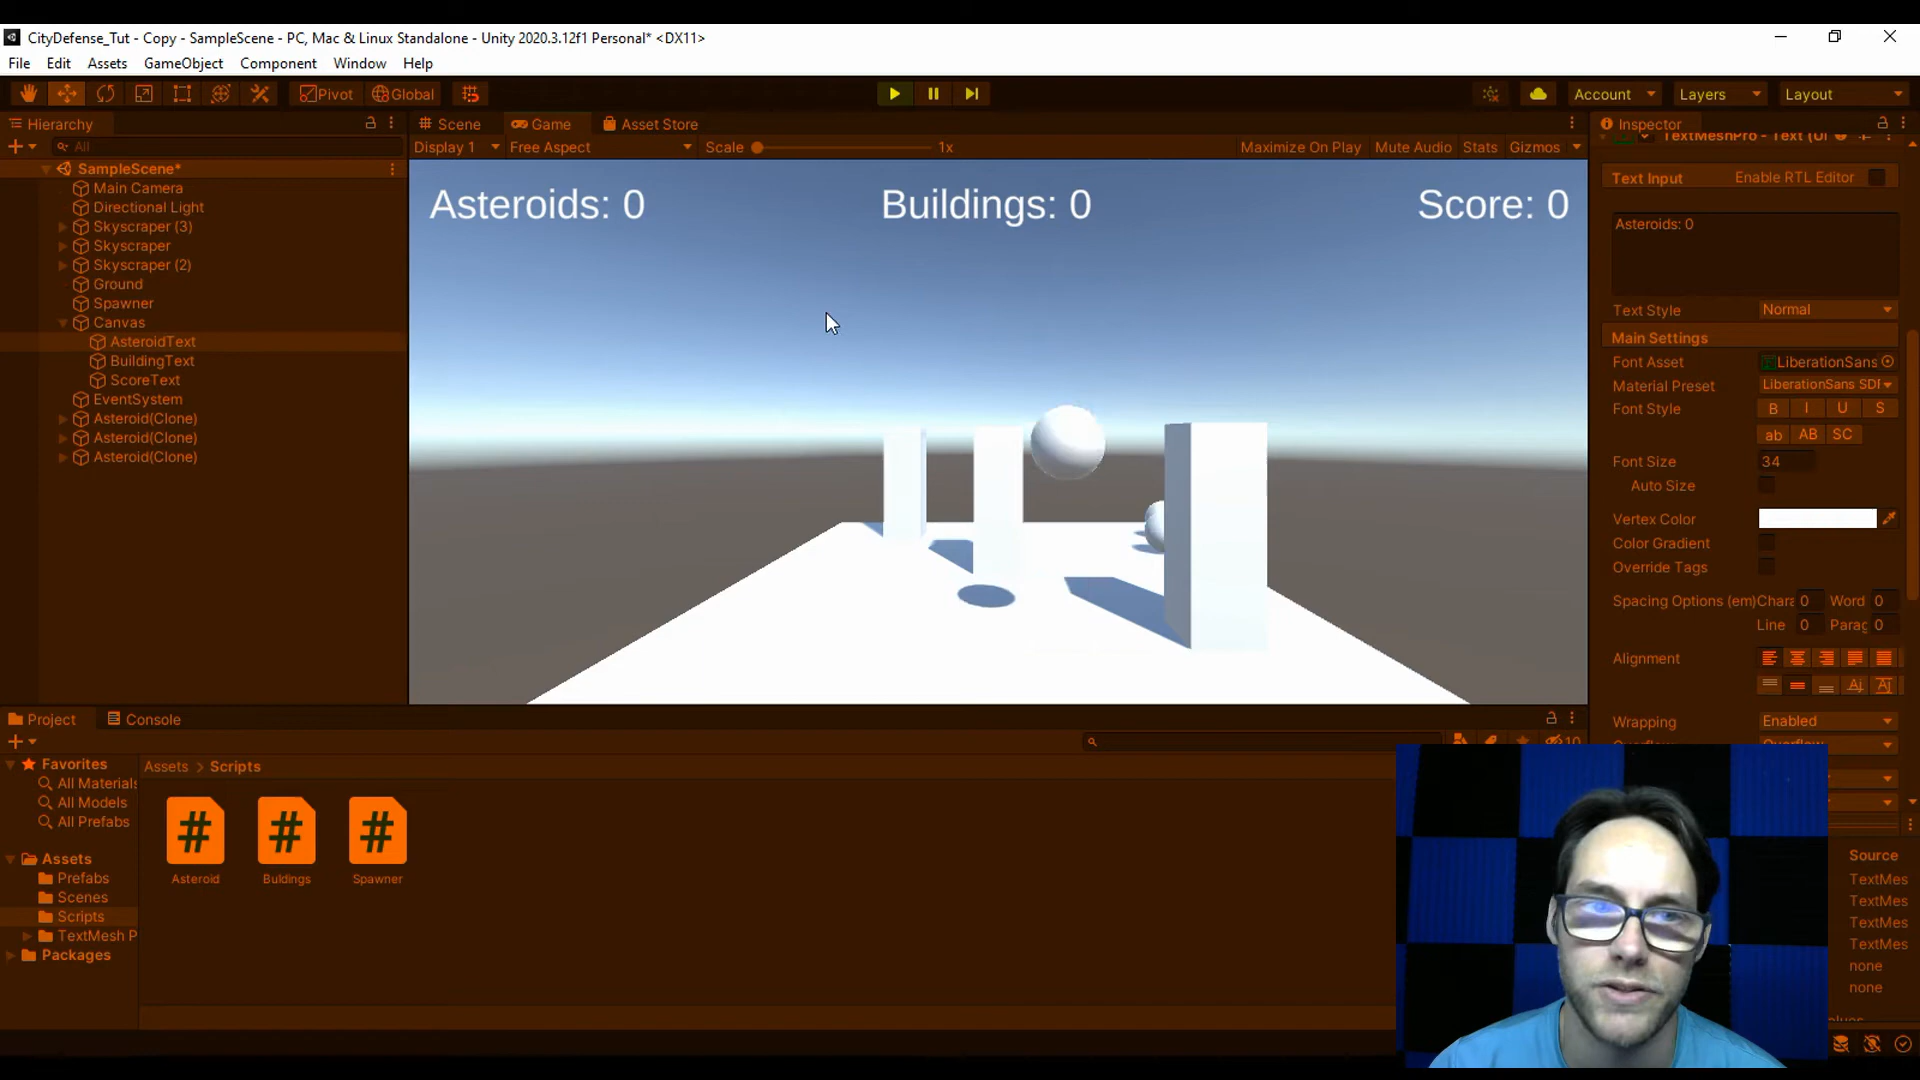 CityDefense_Tut - Copy - SampleScene - PC, Mac & Linux Standalone - Unity 2020.3.12f1 Personal* <DX11>
File Edit Assets GameObject Component Window Help
Pivot Global Account Layers Layout
Hierarchy
All
SampleScene*
Main Camera
Directional Light
Skyscraper (3)
Skyscraper
Skyscraper (2)
Ground
Spawner
Canvas
AsteroidText
BuildingText
ScoreText
EventSystem
Asteroid(Clone)
Asteroid(Clone)
Asteroid(Clone)
Scene Game Asset Store
Display 1 Free Aspect Scale 1x Maximize On Play Mute Audio Stats Gizmos
Asteroids: 0 Buildings: 0 Score: 0
Inspector
TextMeshPro - Text (UI
Text Input Enable RTL Editor
Asteroids: 0
Text Style Normal
Main Settings
Font Asset LiberationSans
Material Preset LiberationSans SDF
Font Style B I U S
ab AB SC
Font Size 34
Auto Size
Vertex Color
Color Gradient
Override Tags
Spacing Options (em) Chara 0 Word 0
Line 0 Parag 0
Alignment
Wrapping Enabled
Project Console
10
Favorites
All Materials
All Models
All Prefabs
Assets
Prefabs
Scenes
Scripts
TextMesh P
Packages
Assets > Scripts
# # #
Asteroid Buldings Spawner
Source
TextMes
TextMes
TextMes
TextMes
none
none